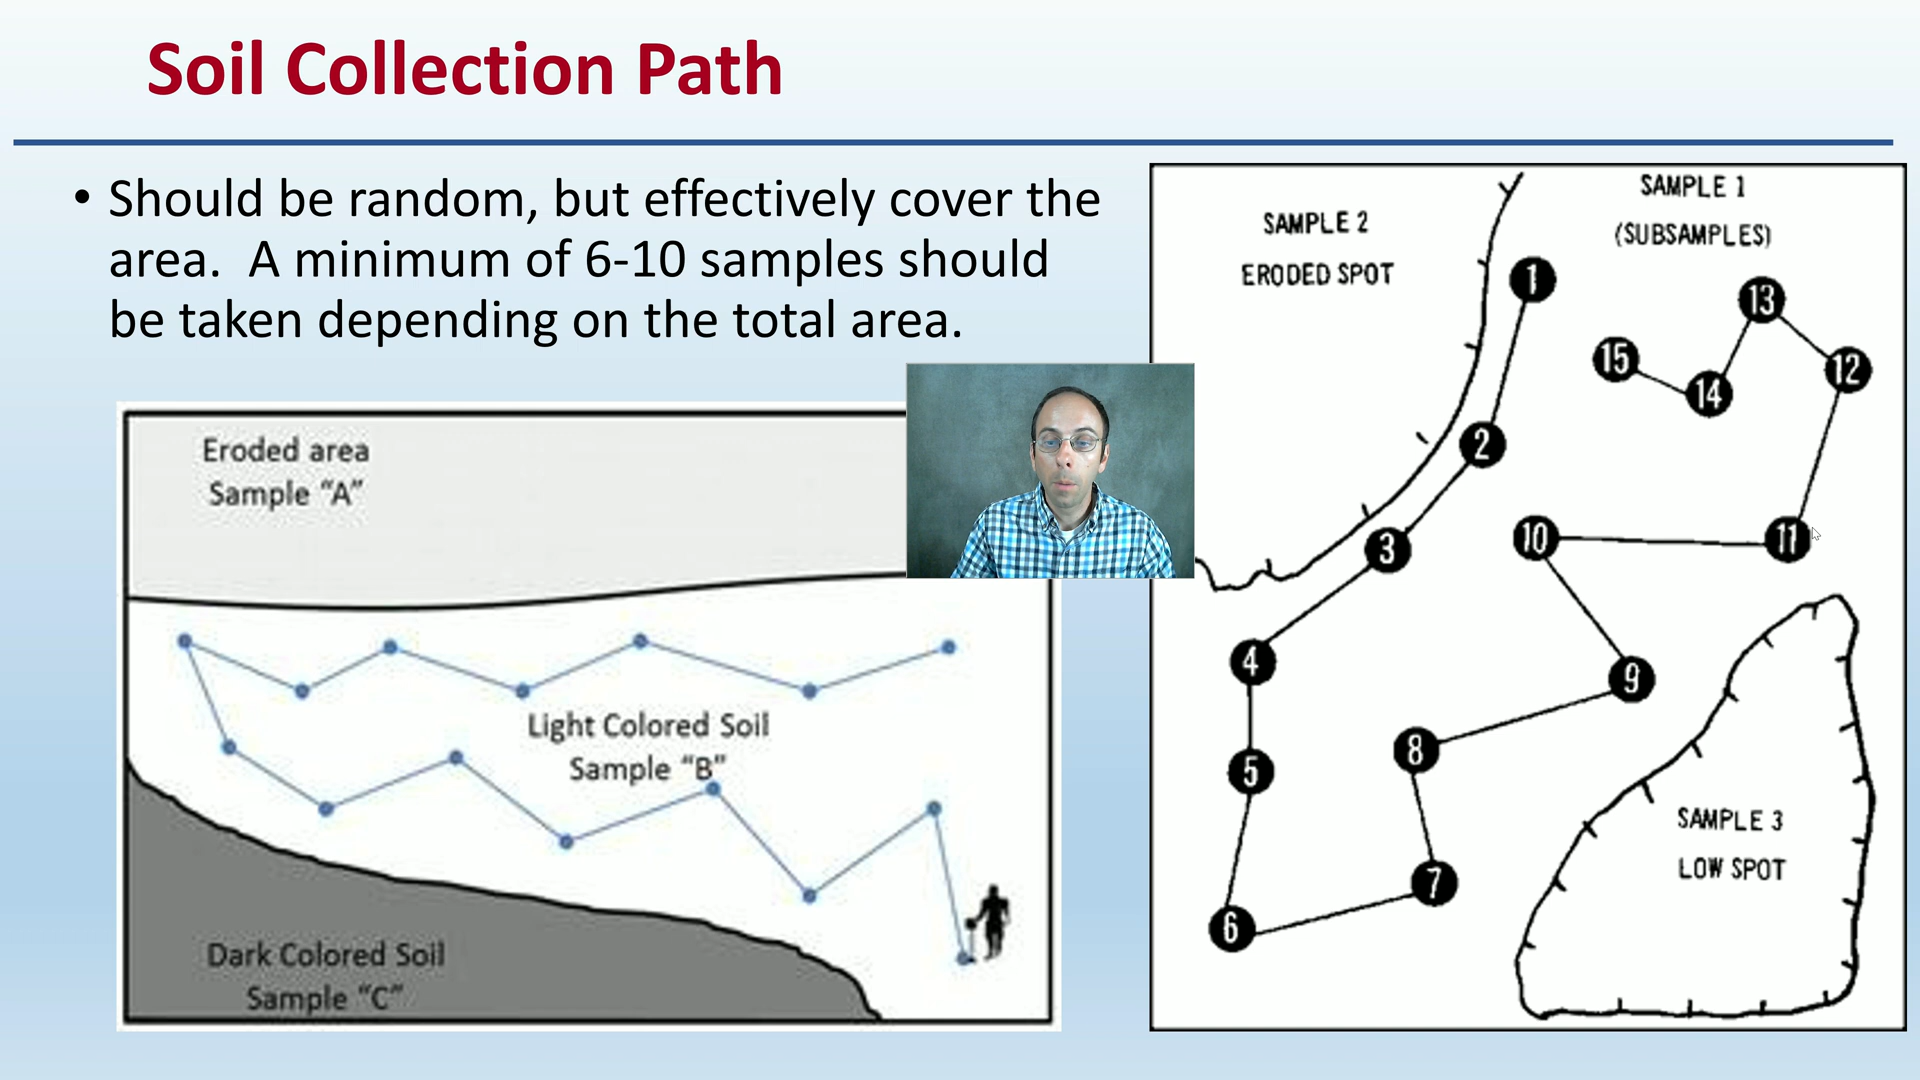 Soil Collection Path
• Should be random, but effectively cover the
area.  A minimum of 6-10 samples should
be taken depending on the total area.
Eroded area
Sample “A”
Light Colored Soil
Sample “B”
Dark Colored Soil
Sample “C”
SAMPLE 2
ERODED SPOT
SAMPLE 1
(SUBSAMPLES)
1
2
3
4
5
6
7
8
9
10
11
12
13
14
15
SAMPLE 3
LOW SPOT